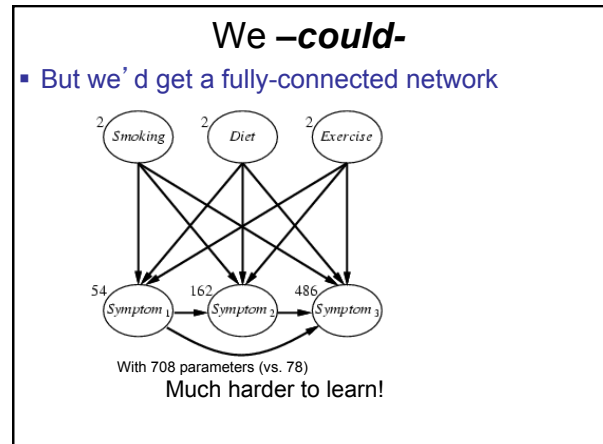 We –could-
▪ But we’d get a fully-connected network
2 Smoking 2 Diet 2 Exercise
54 Symptom 1 162 Symptom 2 486 Symptom 3
With 708 parameters (vs. 78)
Much harder to learn!